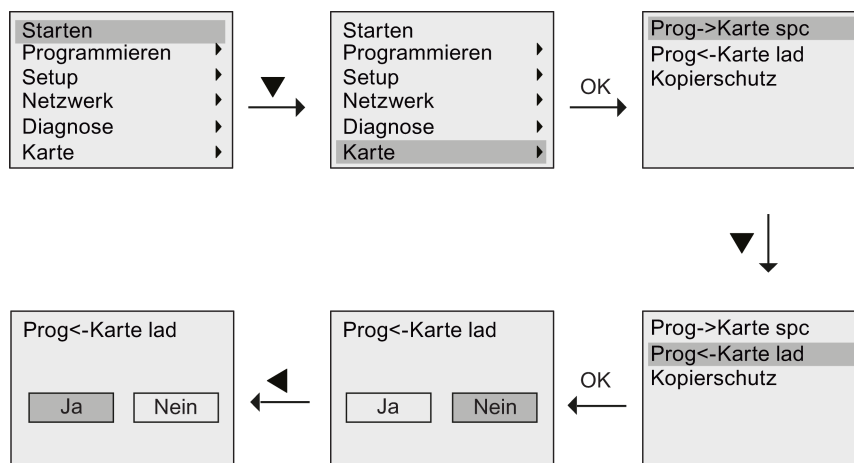 Starten
Programmieren
Setup
Netzwerk
Diagnose
Karte
Starten
Programmieren
Setup
Netzwerk
Diagnose
Karte
OK
Prog->Karte spc
Prog<-Karte lad
Kopierschutz
Prog->Karte spc
Prog<-Karte lad
Kopierschutz
OK
Prog<-Karte lad
Ja Nein
Prog<-Karte lad
Ja Nein